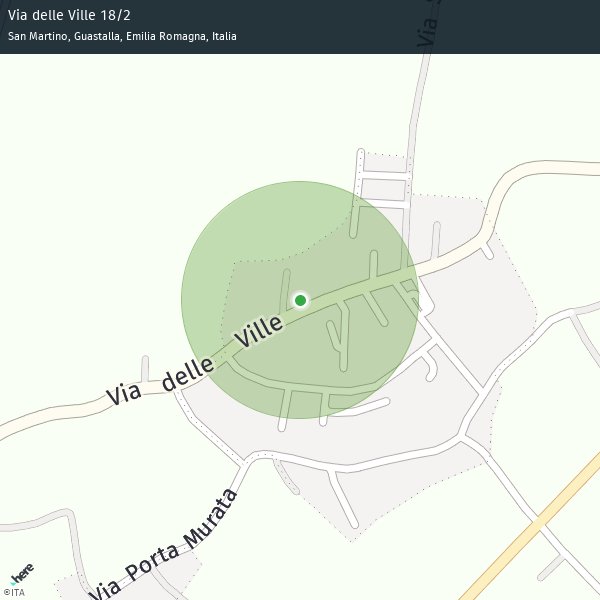 Via delle Ville 18/2
San Martino, Guastalla, Emilia Romagna, Italia
Via S
Via delle Ville
Via Porta Murata
here
©ITA